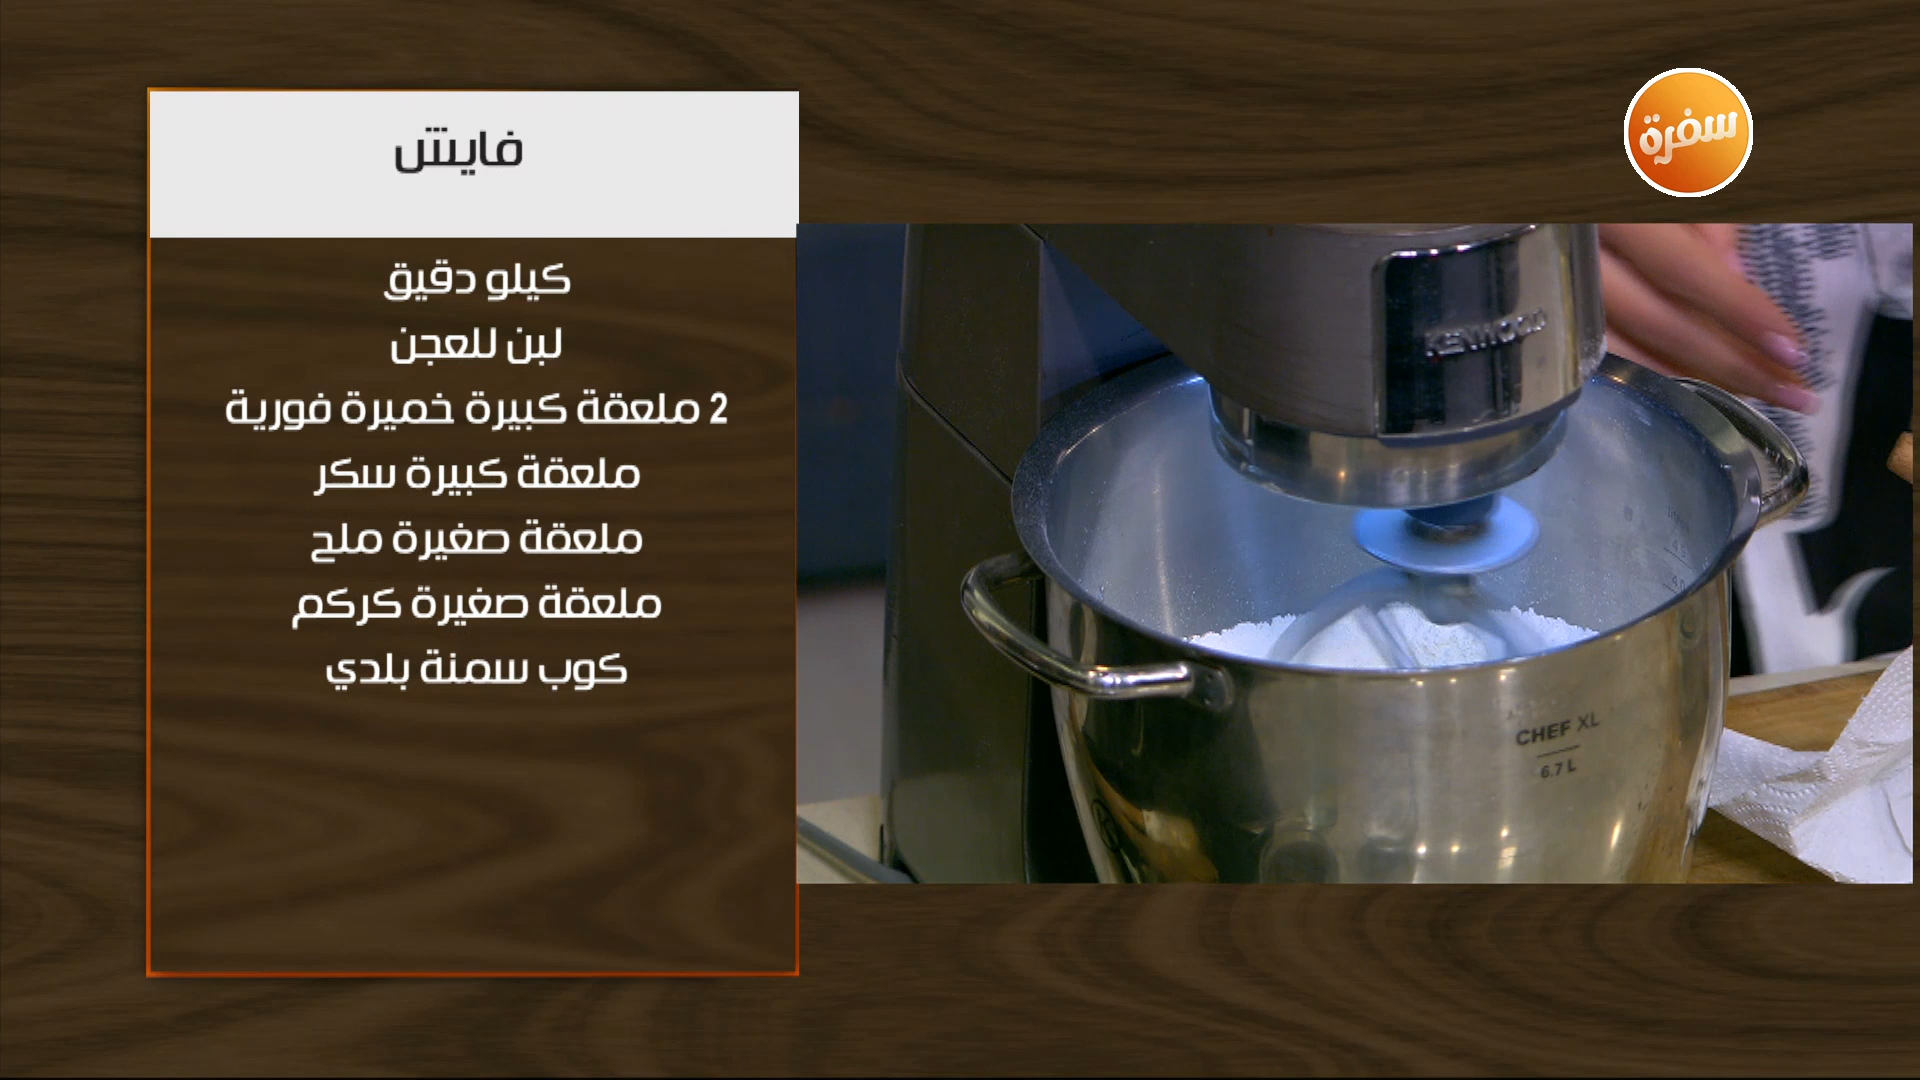 فايش
سفرة
كيلو دقيق
لبن للعجن
2 ملعقة كبيرة خميرة فورية
ملعقة كبيرة سكر
ملعقة صغيرة ملح
ملعقة صغيرة كركم
كوب سمنة بلدي
KENWOOD
CHEF XL
6.7 L